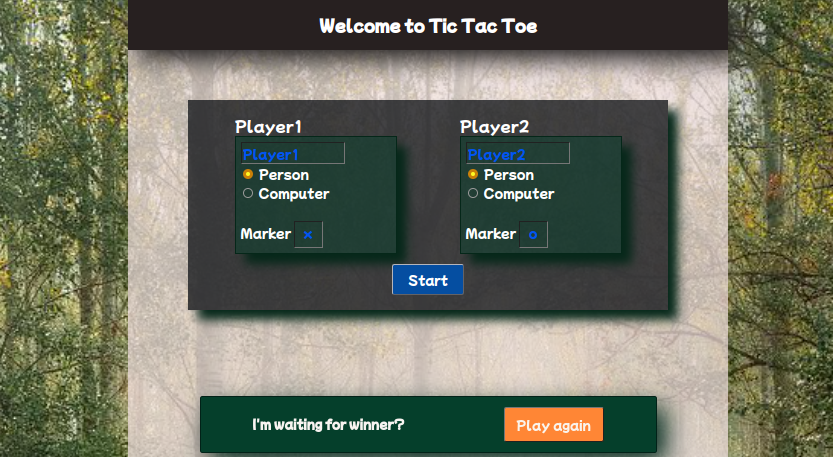 Welcome to Tic Tac Toe
Player1
Player1
Person
Computer
Marker x
Player2
Player2
Person
Computer
Marker o
Start
I'm waiting for winner?
Play again